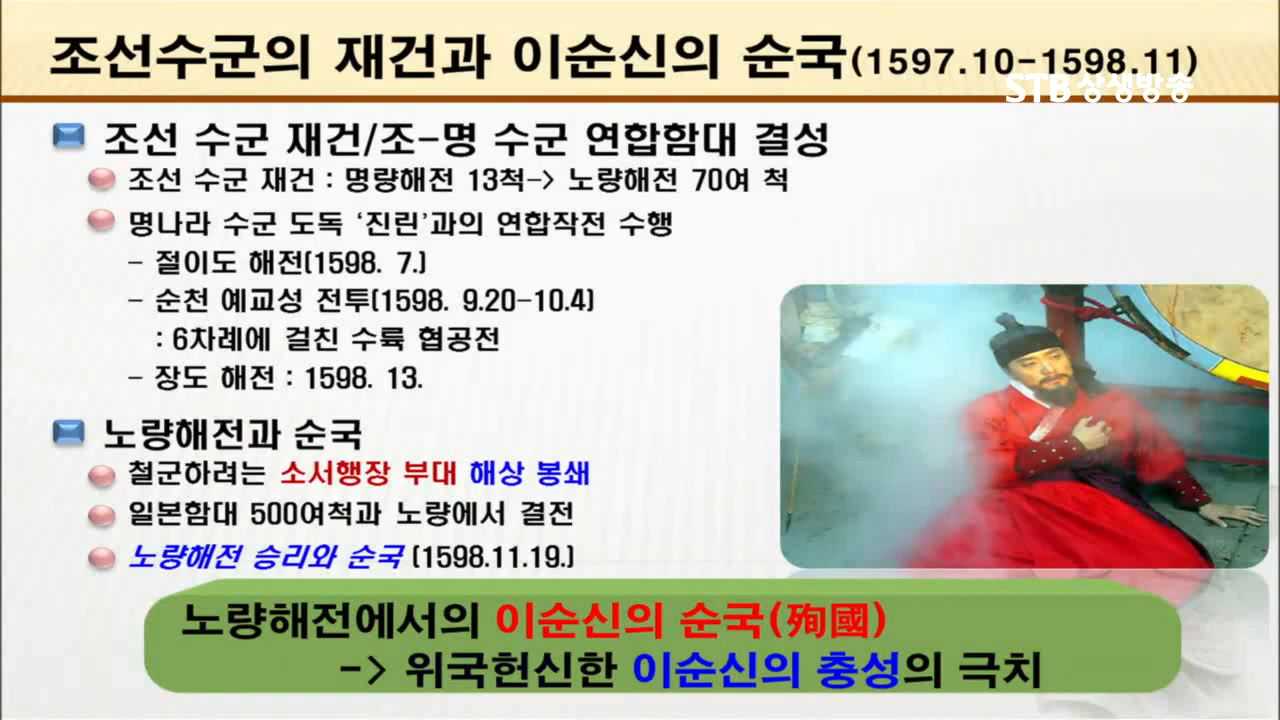 조선수군의 재건과 이순신의 순국(1597.10-1598.11)
STB 상생방송
조선 수군 재건/조-명 수군 연합함대 결성
조선 수군 재건 : 명량해전 13척-> 노량해전 70여 척
명나라 수군 도독 ‘진린’과의 연합작전 수행
- 절이도 해전(1598. 7.)
- 순천 예교성 전투(1598. 9.20-10.4)
: 6차례에 걸친 수륙 협공전
- 장도 해전 : 1598. 13.
노량해전과 순국
철군하려는 소서행장 부대 해상 봉쇄
일본함대 500여척과 노량에서 결전
노량해전 승리와 순국 (1598.11.19.)
노량해전에서의 이순신의 순국(殉國)
-> 위국헌신한 이순신의 충성의 극치